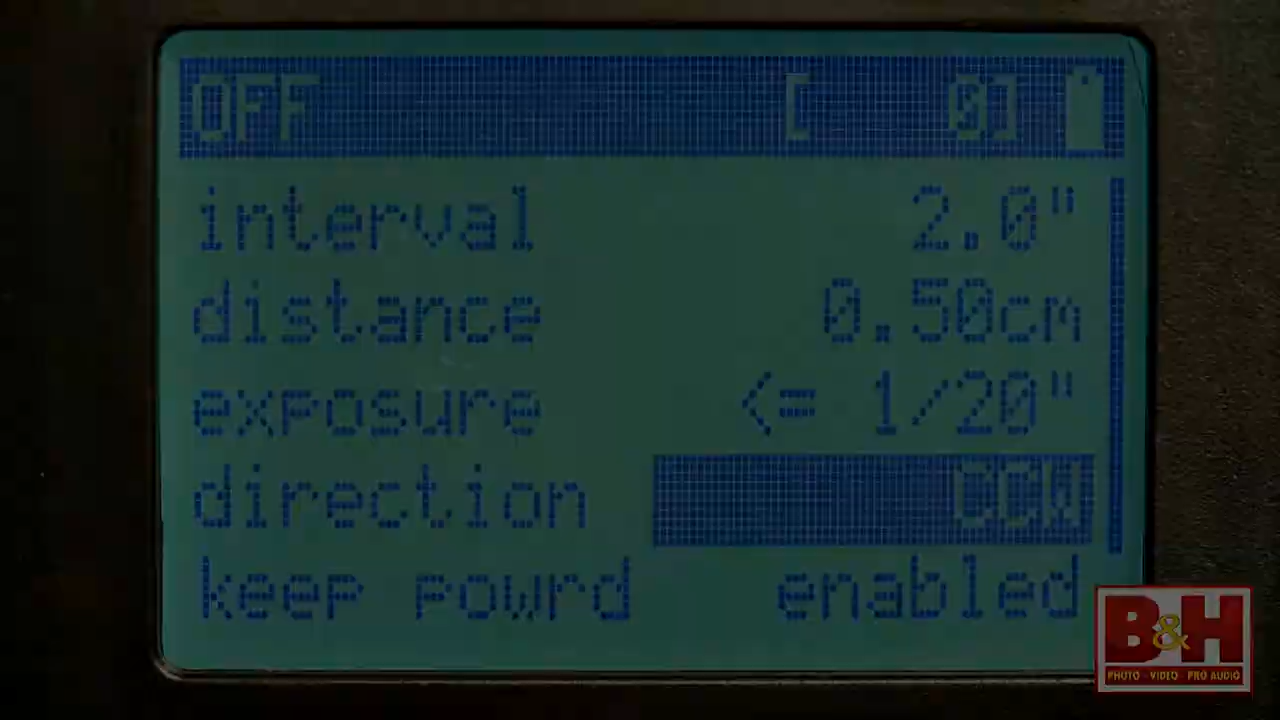 OFF [ 0]
interval 2.0"
distance 0.50cm
exposure <= 1/20"
direction CCW
keep powrd enabled
B&H
PHOTO - VIDEO - PRO AUDIO